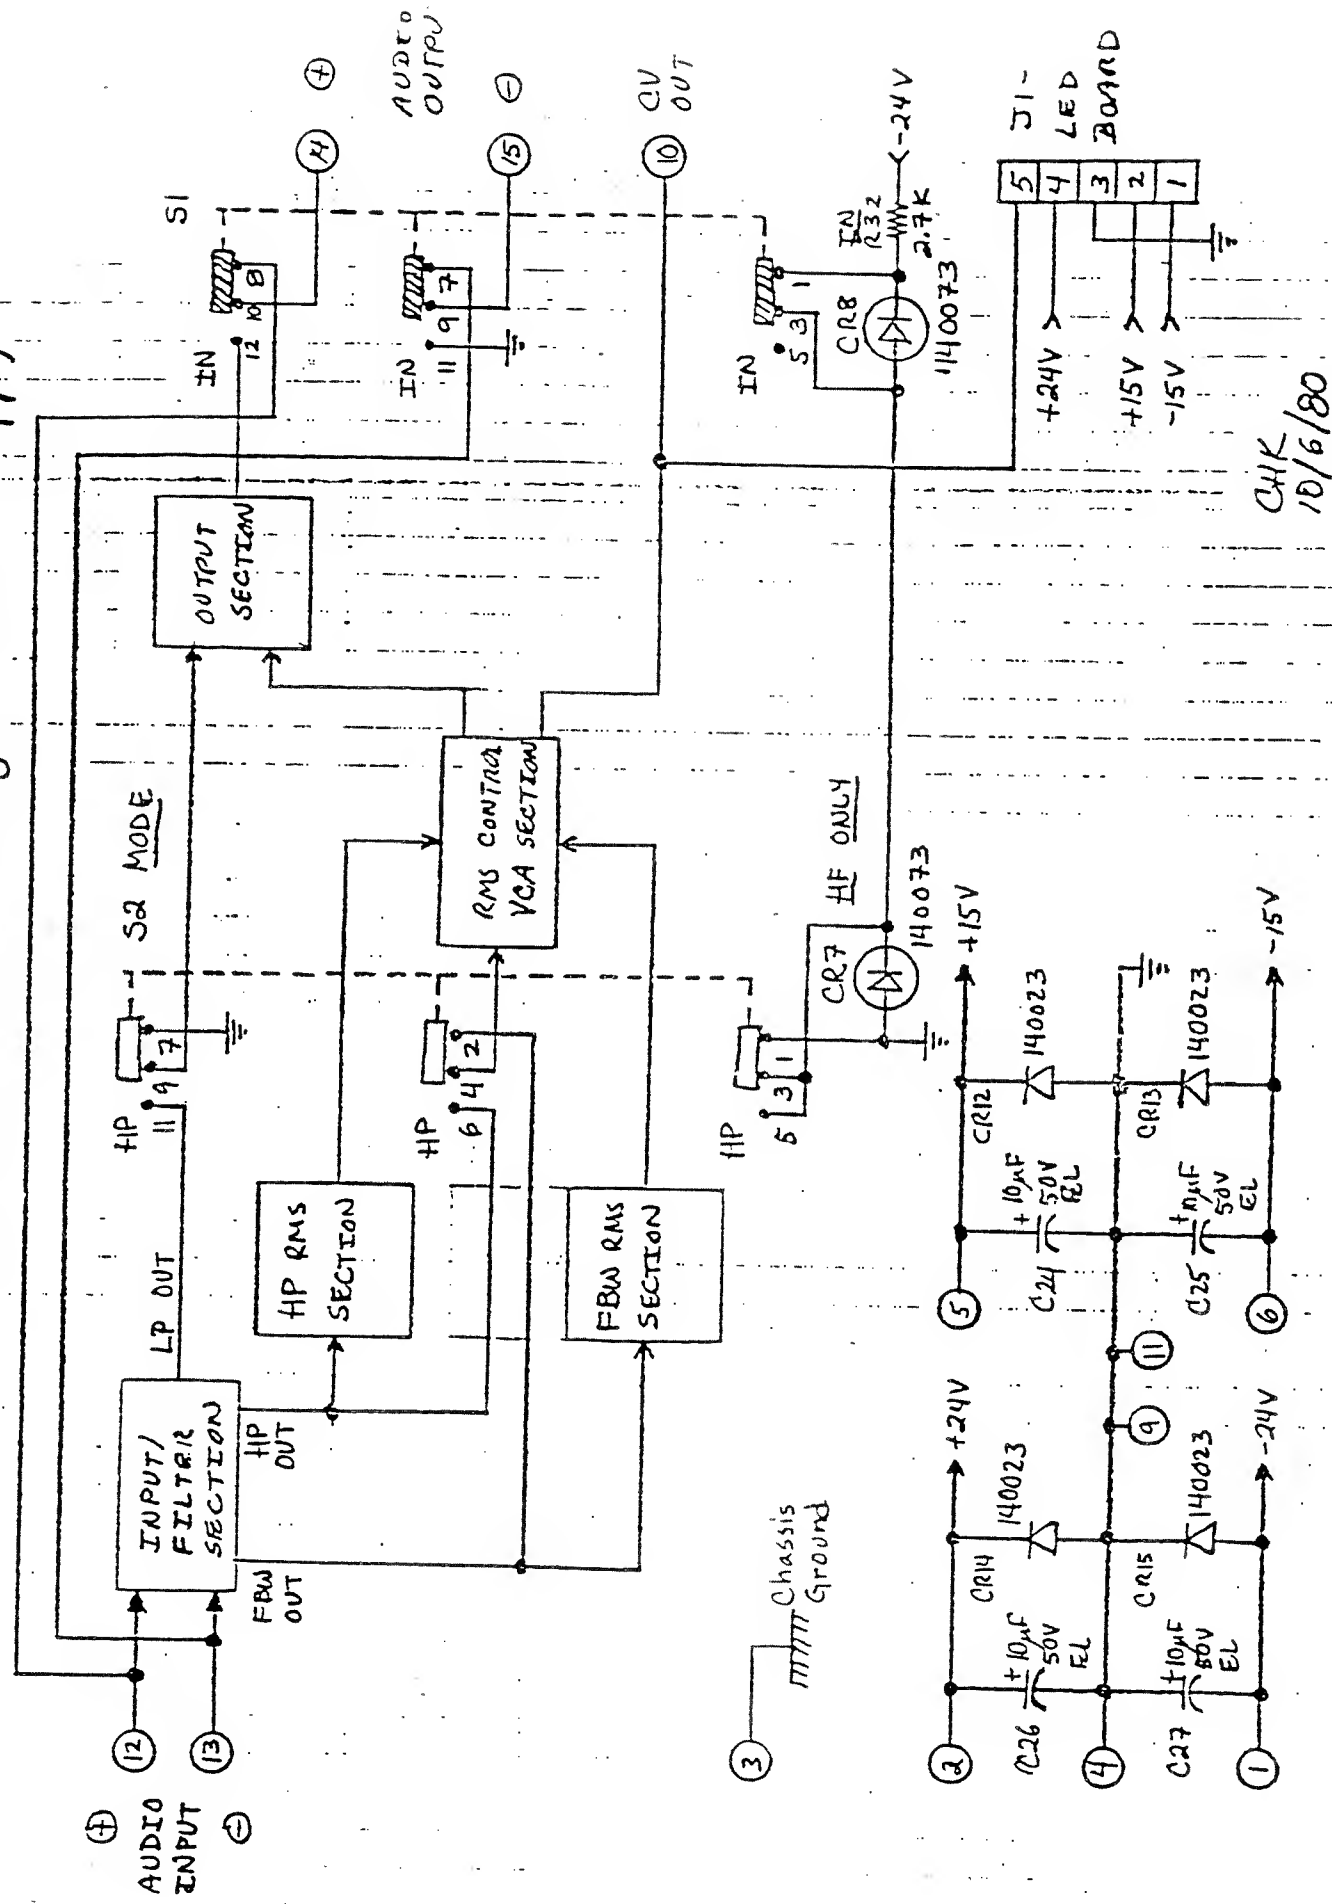 S1
⊕
AUDIO
OUTPU
⊖
14
15
10
CV
OUT
IN
12
10
8
IN
11
9
7
IN
5
3
1
OUTPUT
SECTION
S2 MODE
HP
11
9
7
HP
6
4
2
HP
5
3
1
RMS CONTROL
VCA SECTION
HP RMS
SECTION
FBW RMS
SECTION
LP OUT
INPUT/
FILTER
SECTION
HP
OUT
FBW
OUT
12
13
⊕
AUDIO
INPUT
⊖
HF ONLY
CR7
140073
CR8
140073
IN
R32
2.7K
-24V
J1-
LED
BOARD
5
4
3
2
1
+24V
+15V
-15V
CHK
10/6/80
3
Chassis
Ground
+15V
CR12
140023
CR13
140023
-15V
+10µF
50V
EL
C24
+10µF
50V
EL
C25
5
6
11
9
+24V
CR14
140023
CR15
140023
-24V
+10µF
50V
EL
C26
+10µF
50V
EL
C27
2
4
1